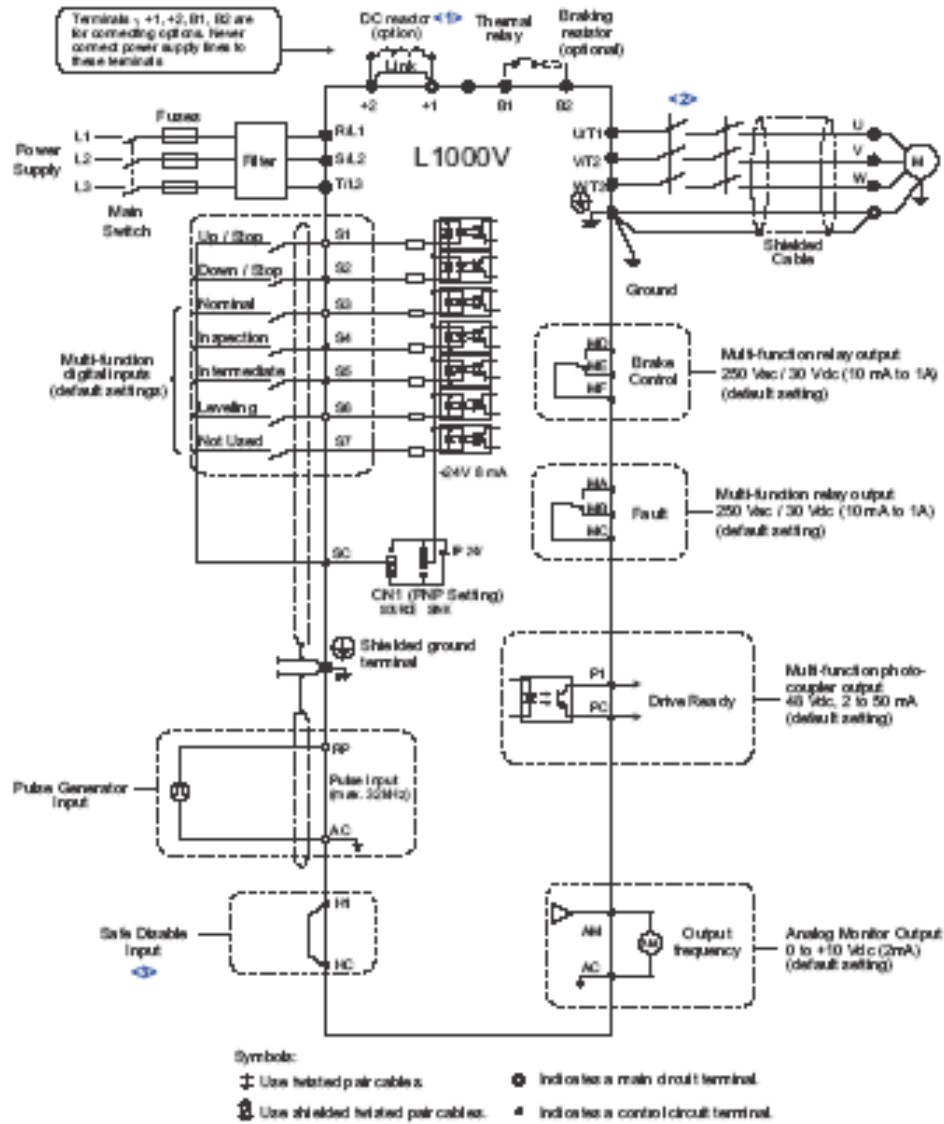 Terminals -, +1, +2, B1, B2 are
for connecting options. Never
connect power supply lines to
these terminals
DC reactor <1>
(option)
Link
Thermal
relay
Braking
resistor
(optional)
+2
+1
B1
B2
Power
Supply
L1
L2
L3
Fuses
Main
Switch
Filter
R/L1
S/L2
T/L3
L1000V
U/T1
V/T2
W/T3
<2>
U
V
W
M
Shielded
Cable
Ground
Multi-function
digital inputs
(default settings)
Up / Stop
S1
Down / Stop
S2
Nominal
S3
Inspection
S4
Intermediate
S5
Leveling
S6
Not Used
S7
+24V 8 mA
SC
IP 24V
CN1 (PNP Setting)
SOURCE SINK
Shielded ground
terminal
MD
ME
MF
Brake
Control
Multi-function relay output
250 Vac / 30 Vdc (10 mA to 1A)
(default setting)
MA
MB
MC
Fault
Multi-function relay output
250 Vac / 30 Vdc (10 mA to 1A)
(default setting)
P1
PC
Drive Ready
Multi-function photo-
coupler output
48 Vdc, 2 to 50 mA
(default setting)
Pulse Generator
Input
RP
Pulse Input
(max. 32kHz)
AC
Safe Disable
Input
<3>
H1
HC
AM
AM
AC
Output
frequency
Analog Monitor Output
0 to +10 Vdc (2mA)
(default setting)
Symbols:
Use twisted pair cables.
Use shielded twisted pair cables.
Indicates a main circuit terminal.
Indicates a control circuit terminal.